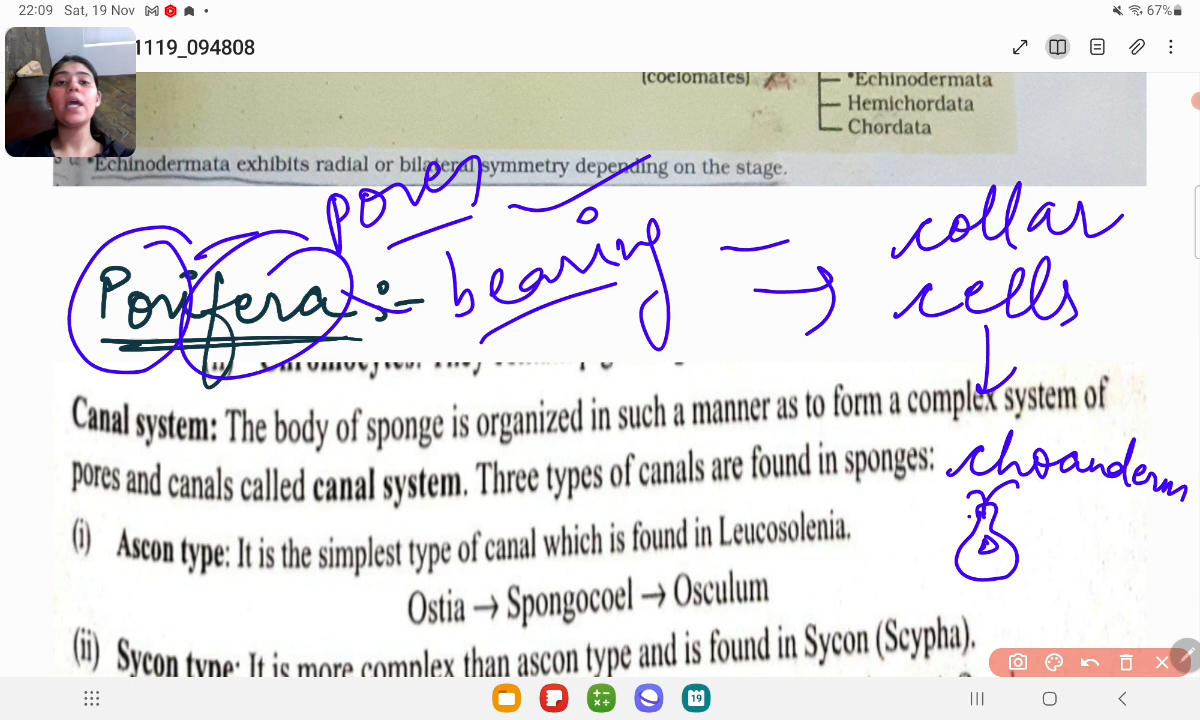 22:09 Sat, 19 Nov
67%
1119_094808
(coelomates)
*Echinodermata
Hemichordata
Chordata
*Echinodermata exhibits radial or bilateral symmetry depending on the stage.
pores
Porifera :- bearing → collar
cells
Canal system: The body of sponge is organized in such a manner as to form a complex system of
pores and canals called canal system. Three types of canals are found in sponges:
choanderm
(i) Ascon type: It is the simplest type of canal which is found in Leucosolenia.
Ostia → Spongocoel → Osculum
(ii) Sycon type: It is more complex than ascon type and is found in Sycon (Scypha).
19